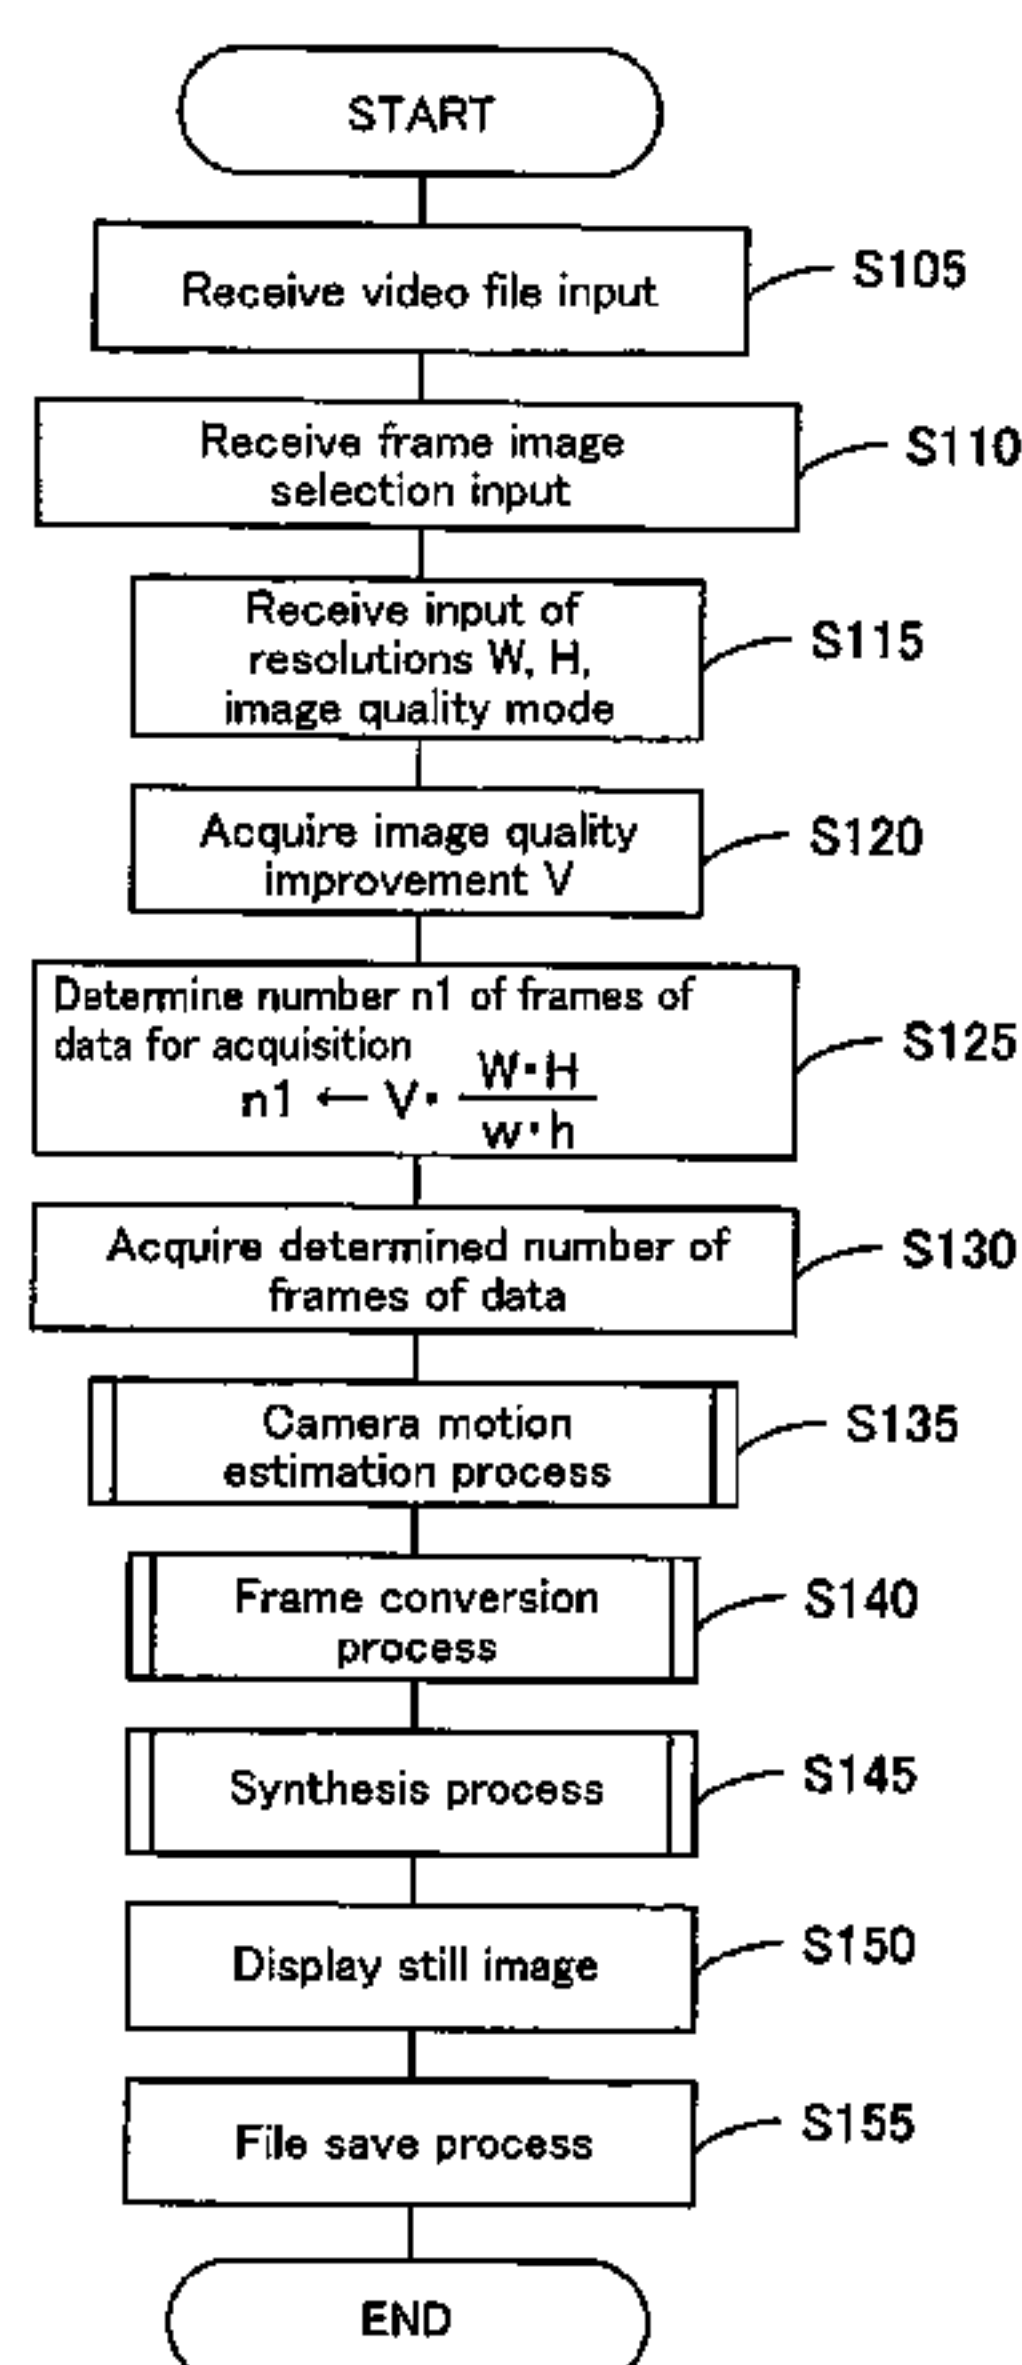 START
Receive video file input
S105
Receive frame image
selection input
S110
Receive input of
resolutions W, H,
image quality mode
S115
Acquire image quality
improvement V
S120
Determine number n1 of frames of
data for acquisition
n1 ← V· W·H
w·h
S125
Acquire determined number of
frames of data
S130
Camera motion
estimation process
S135
Frame conversion
process
S140
Synthesis process
S145
Display still image
S150
File save process
S155
END